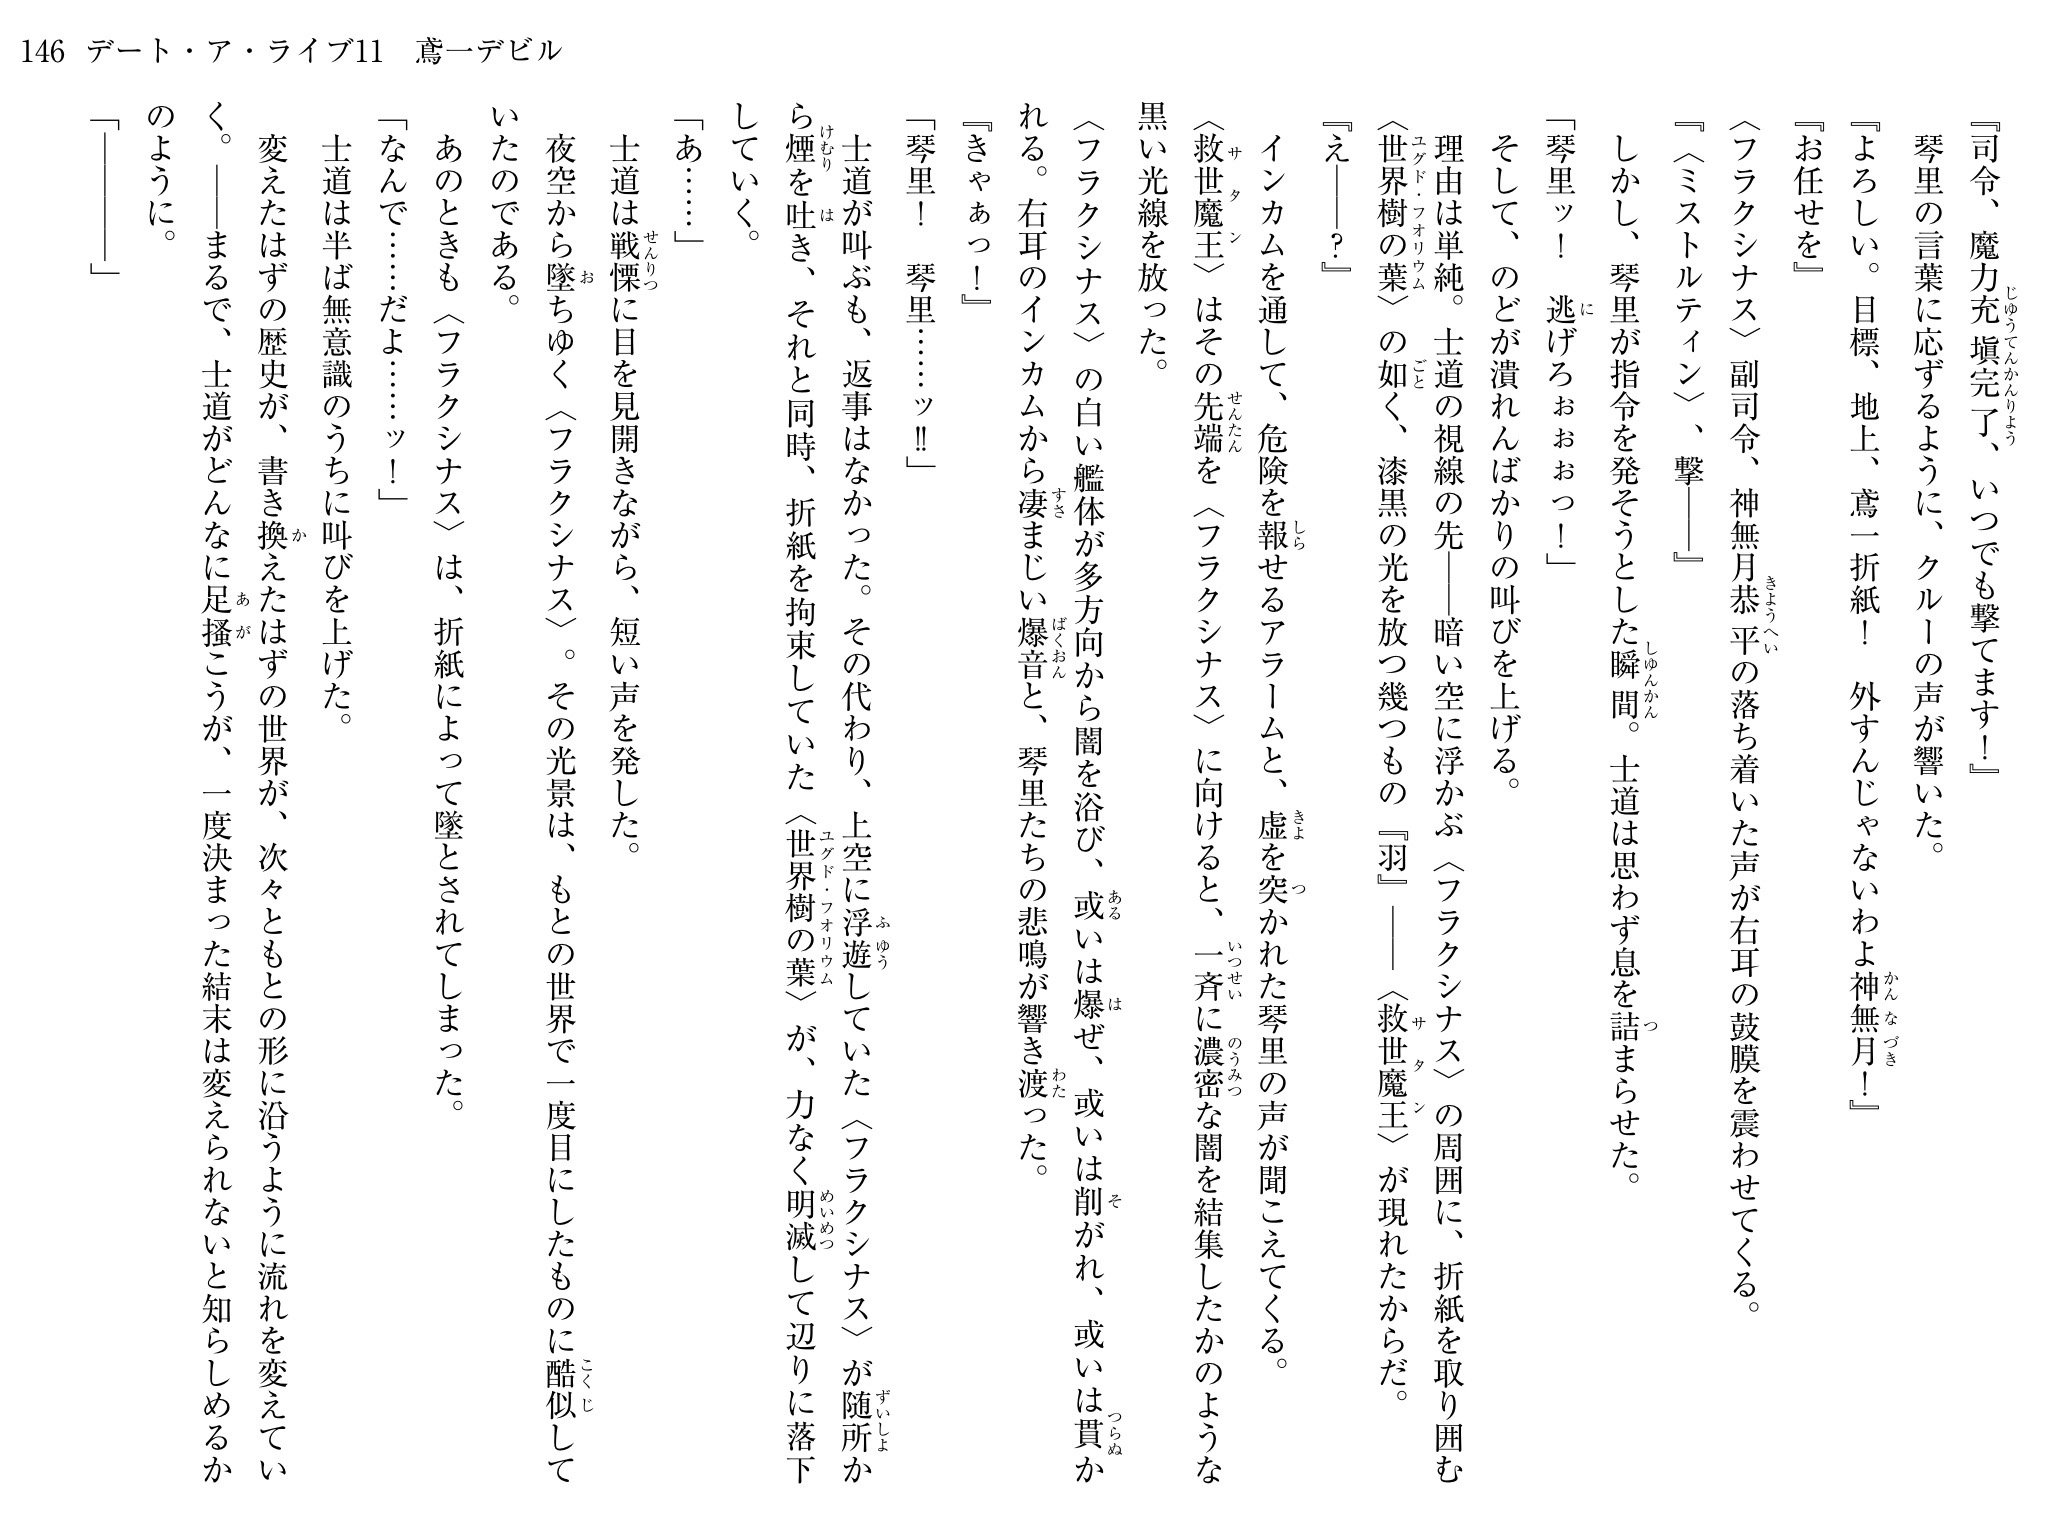 146 デート・ア・ライブ11　鳶一デビル
『司令、魔力充塡完了、いつでも撃てます！』
　琴里の言葉に応ずるように、クルーの声が響いた。
『よろしい。目標、地上、鳶一折紙！　外すんじゃないわよ神無月！』
『お任せを』
〈フラクシナス〉副司令、神無月恭平の落ち着いた声が右耳の鼓膜を震わせてくる。
『〈ミストルティン〉、撃――』
　しかし、琴里が指令を発そうとした瞬間。士道は思わず息を詰まらせた。
「琴里ッ！　逃げろぉぉぉっ！」
　そして、のどが潰れんばかりの叫びを上げる。
　理由は単純。士道の視線の先――暗い空に浮かぶ〈フラクシナス〉の周囲に、折紙を取り囲む
〈世界樹の葉〉の如く、漆黒の光を放つ幾つもの『羽』――〈救世魔王〉が現れたからだ。
『え――？』
　インカムを通して、危険を報せるアラームと、虚を突かれた琴里の声が聞こえてくる。
〈救世魔王〉はその先端を〈フラクシナス〉に向けると、一斉に濃密な闇を結集したかのような
黒い光線を放った。
〈フラクシナス〉の白い艦体が多方向から闇を浴び、或いは爆ぜ、或いは削がれ、或いは貫か
れる。右耳のインカムから凄まじい爆音と、琴里たちの悲鳴が響き渡った。
『きゃぁっ！』
「琴里！　琴里……ッ!!」
　士道が叫ぶも、返事はなかった。その代わり、上空に浮遊していた〈フラクシナス〉が随所か
ら煙を吐き、それと同時、折紙を拘束していた〈世界樹の葉〉が、力なく明滅して辺りに落下
していく。
「あ……」
　士道は戦慄に目を見開きながら、短い声を発した。
　夜空から墜ちゆく〈フラクシナス〉。その光景は、もとの世界で一度目にしたものに酷似して
いたのである。
　あのときも〈フラクシナス〉は、折紙によって墜とされてしまった。
「なんで……だよ……ッ！」
　士道は半ば無意識のうちに叫びを上げた。
　変えたはずの歴史が、書き換えたはずの世界が、次々ともとの形に沿うように流れを変えてい
く。――まるで、士道がどんなに足掻こうが、一度決まった結末は変えられないと知らしめるか
のように。
「――――」